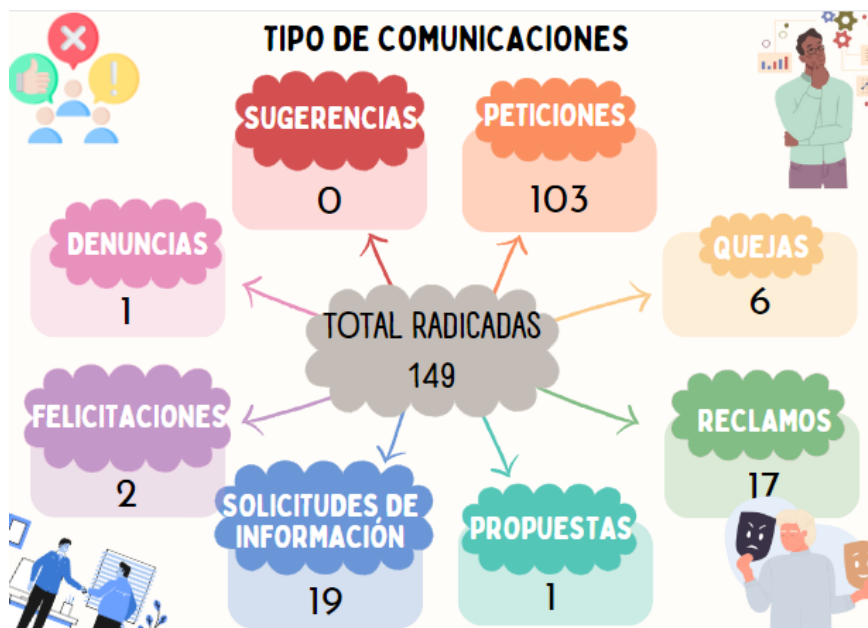 TIPO DE COMUNICACIONES
SUGERENCIAS
0
PETICIONES
103
DENUNCIAS
1
QUEJAS
6
TOTAL RADICADAS
149
FELICITACIONES
2
RECLAMOS
17
SOLICITUDES DE
INFORMACIÓN
19
PROPUESTAS
1